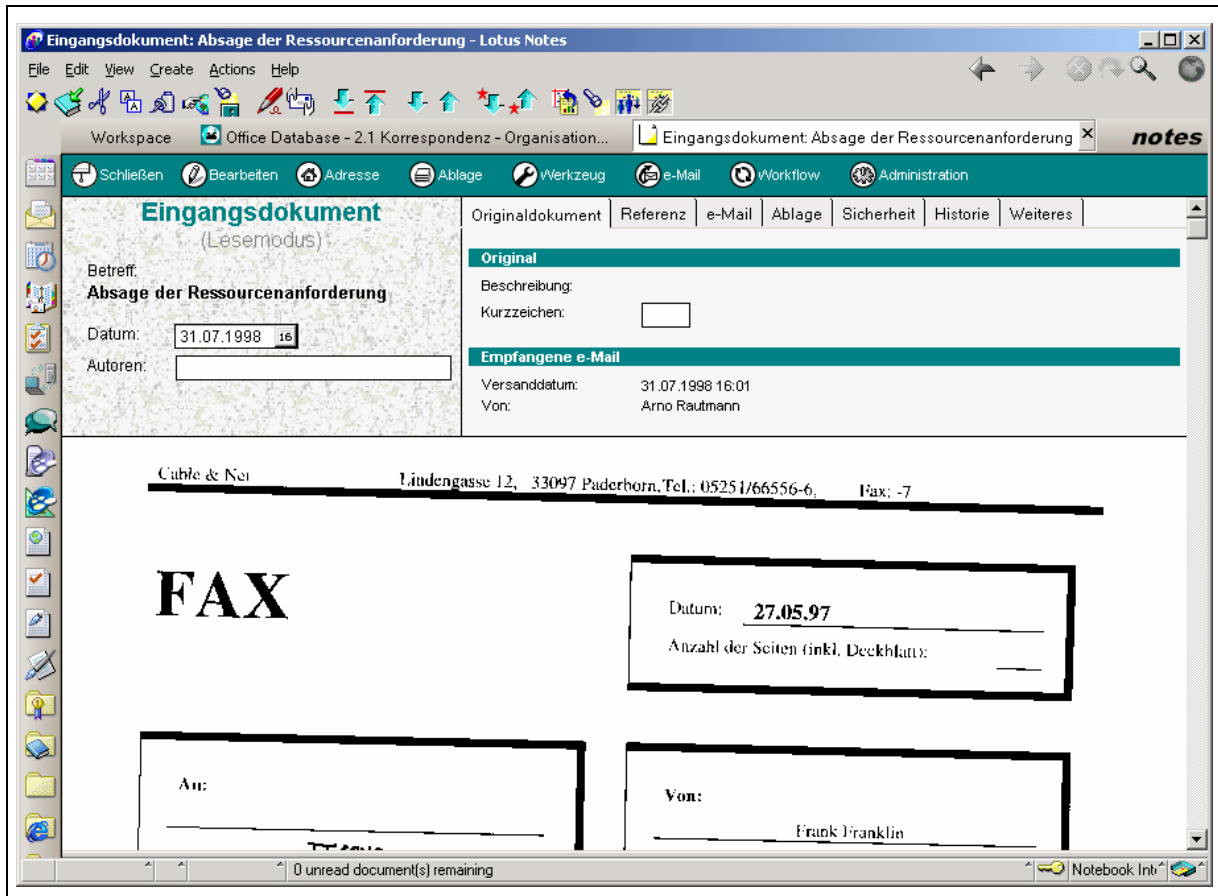 Eingangsdokument: Absage der Ressourcenanforderung - Lotus Notes
File Edit View Create Actions Help
Workspace Office Database - 2.1 Korrespondenz - Organisation... Eingangsdokument: Absage der Ressourcenanforderung notes
Schließen Bearbeiten Adresse Ablage Werkzeug e-Mail Workflow Administration
Eingangsdokument
(Lesemodus)
Betreff:
Absage der Ressourcenanforderung
Datum: 31.07.1998 16
Autoren:
Originaldokument Referenz e-Mail Ablage Sicherheit Historie Weiteres
Original
Beschreibung:
Kurzzeichen:
Empfangene e-Mail
Versanddatum: 31.07.1998 16:01
Von: Arno Rautmann
Cable & Net Lindengasse 12, 33097 Paderborn, Tel.: 05251/66556-6, Fax: -7
FAX
Datum: 27.05.97
Anzahl der Seiten (inkl. Deckblatt):
An:
Von:
Frank Franklin
0 unread document(s) remaining
Notebook